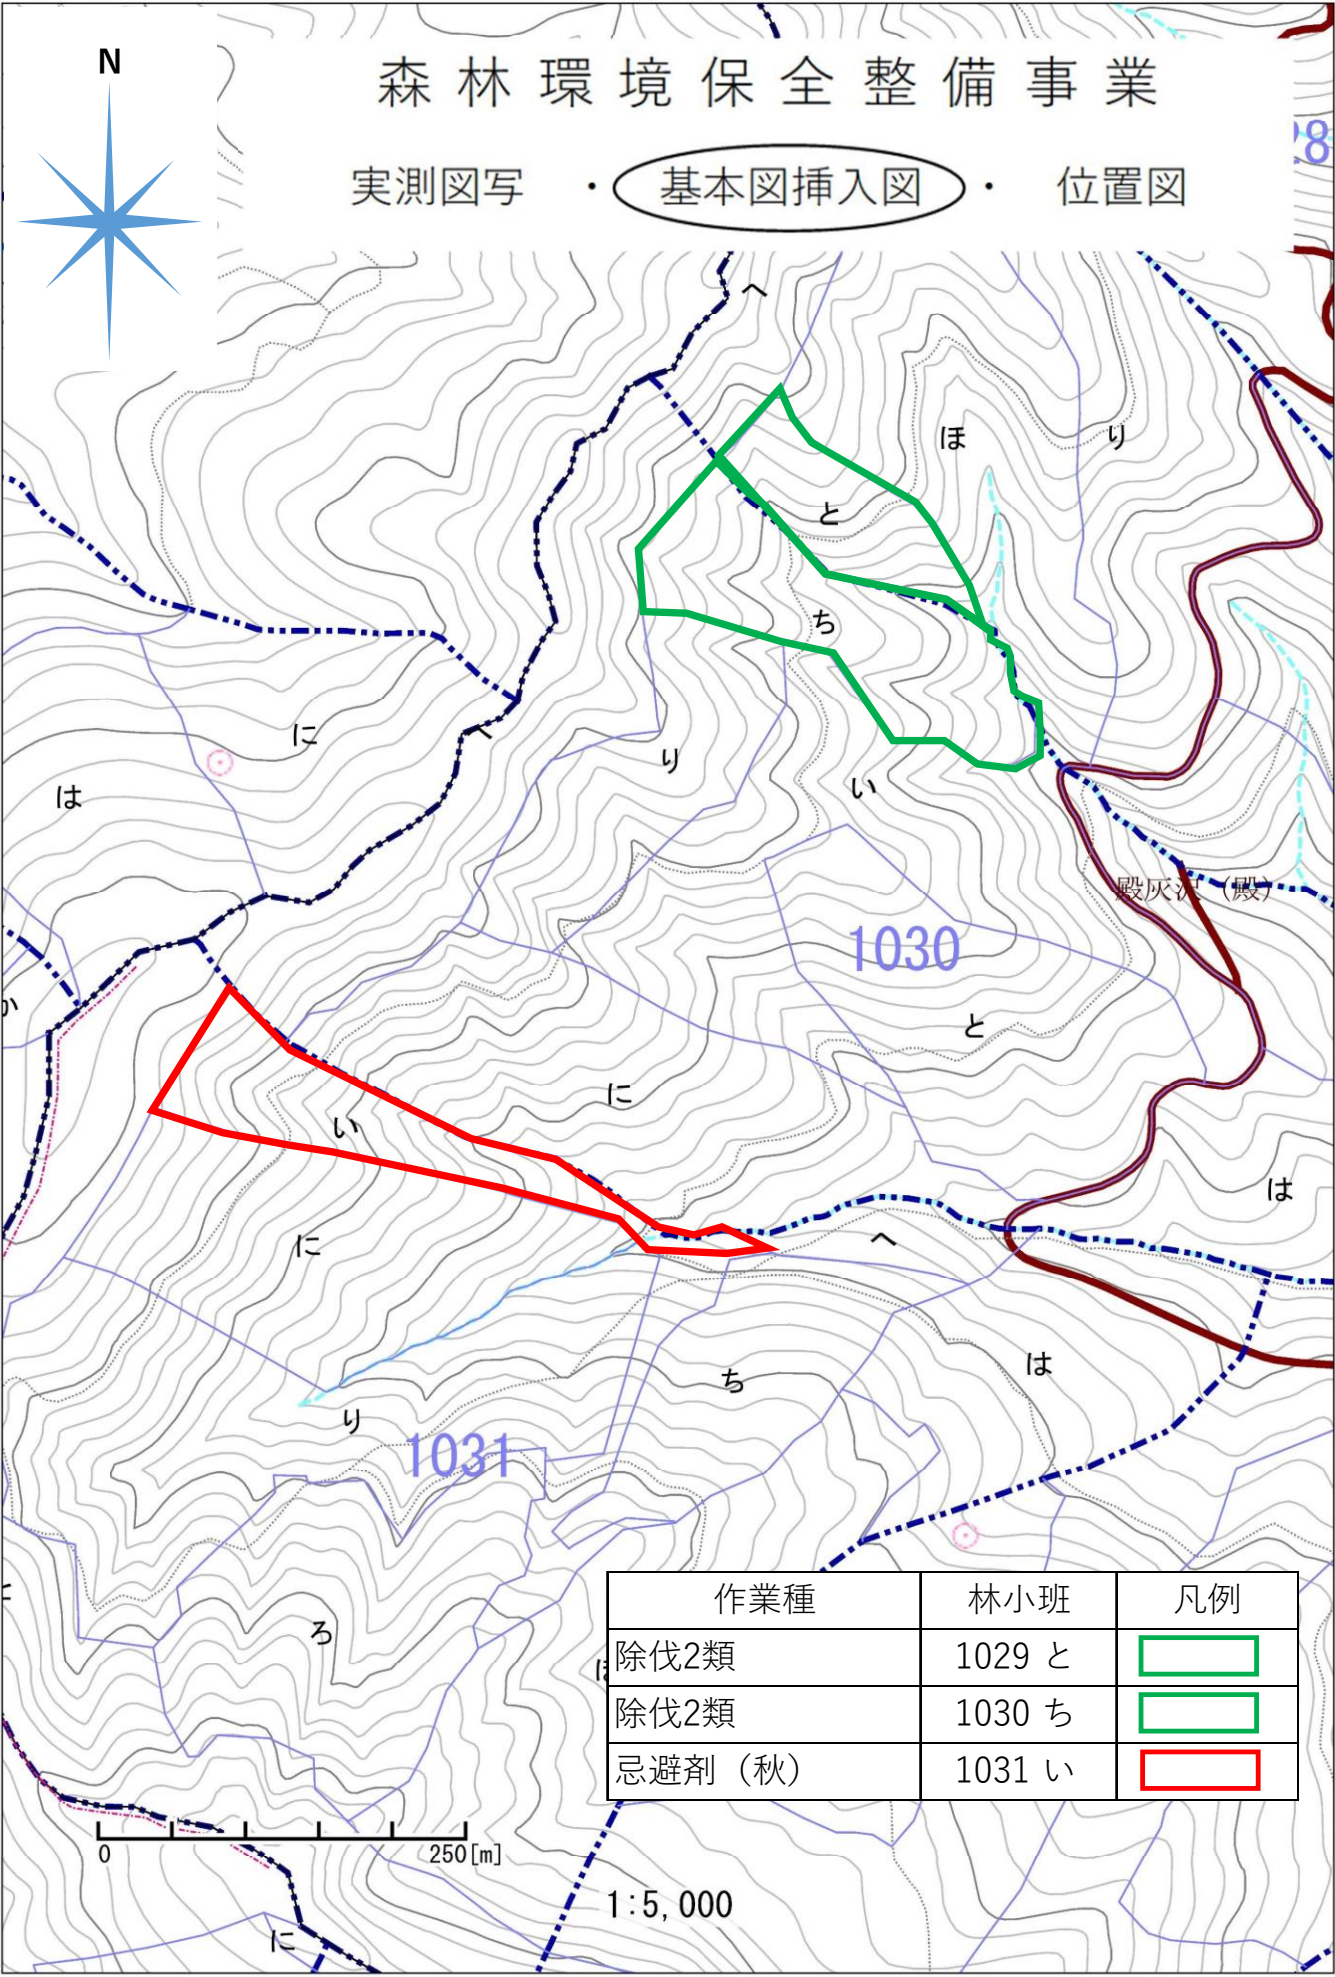 N
森林環境保全整備事業
28
実測図写 ・ 基本図挿入図 ・ 位置図
へ
ほ
り
と
ち
に
へ
り
い
は
殿灰沢（殿）
1030
か
と
に
い
は
に
へ
は
ち
り
1031
ろ
作業種 林小班 凡例
除伐2類 1029 と
除伐2類 1030 ち
忌避剤（秋） 1031 い
0 250[m]
1:5,000
に